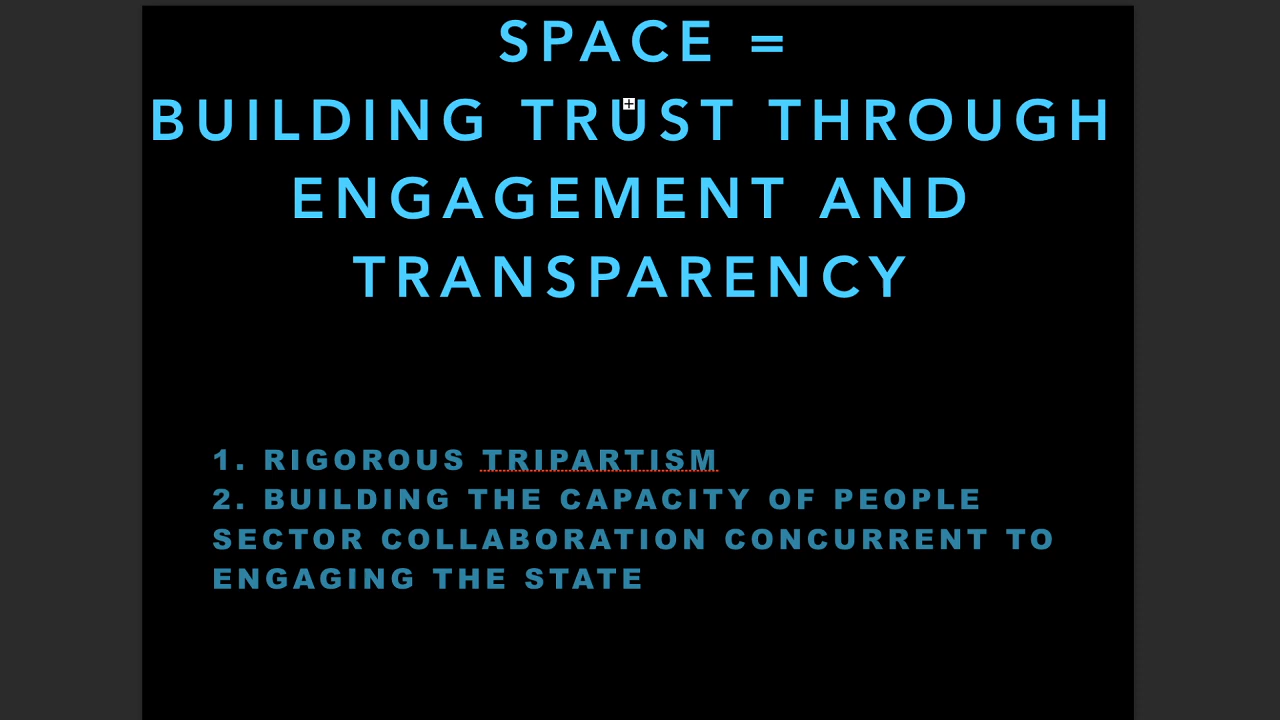 SPACE =
BUILDING TRUST THROUGH
ENGAGEMENT AND
TRANSPARENCY
1. RIGOROUS TRIPARTISM
2. BUILDING THE CAPACITY OF PEOPLE
SECTOR COLLABORATION CONCURRENT TO
ENGAGING THE STATE